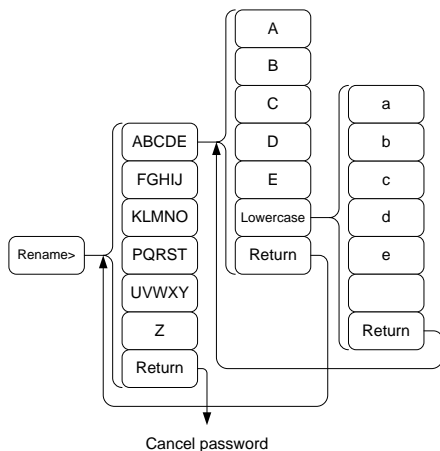 Rename>
ABCDE
FGHIJ
KLMNO
PQRST
UVWXY
Z
Return
A
B
C
D
E
Lowercase
Return
a
b
c
d
e
Return
Cancel password